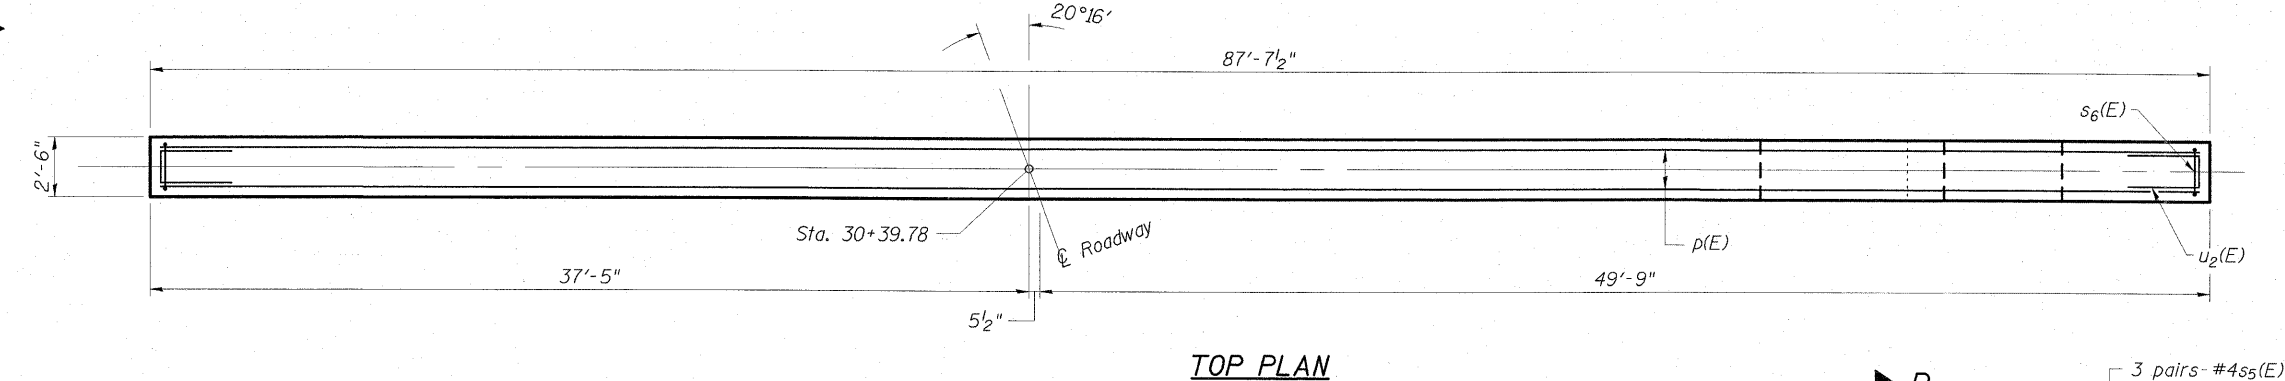 20°16'
87'-7½"
s6(E)
2'-6"
Sta. 30+39.78
℄ Roadway
p(E)
u2(E)
37'-5"
49'-9"
5½"
TOP PLAN
3 pairs-#4s5(E)